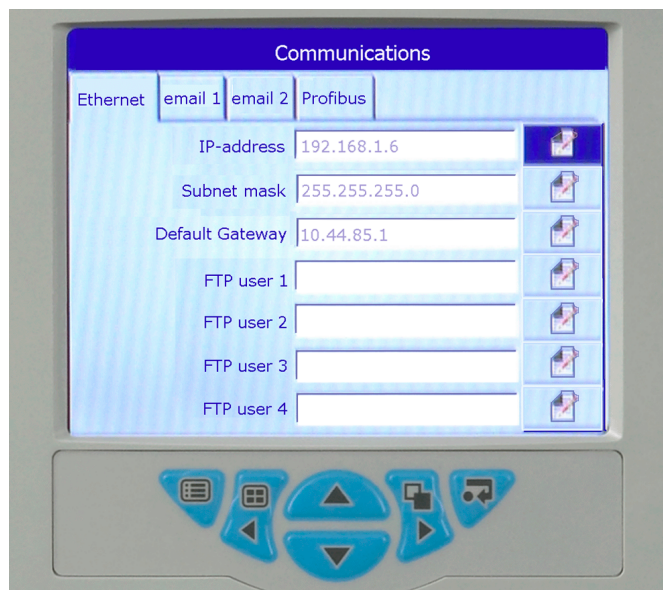 Communications
Ethernet email 1 email 2 Profibus
IP-address 192.168.1.6
Subnet mask 255.255.255.0
Default Gateway 10.44.85.1
FTP user 1
FTP user 2
FTP user 3
FTP user 4